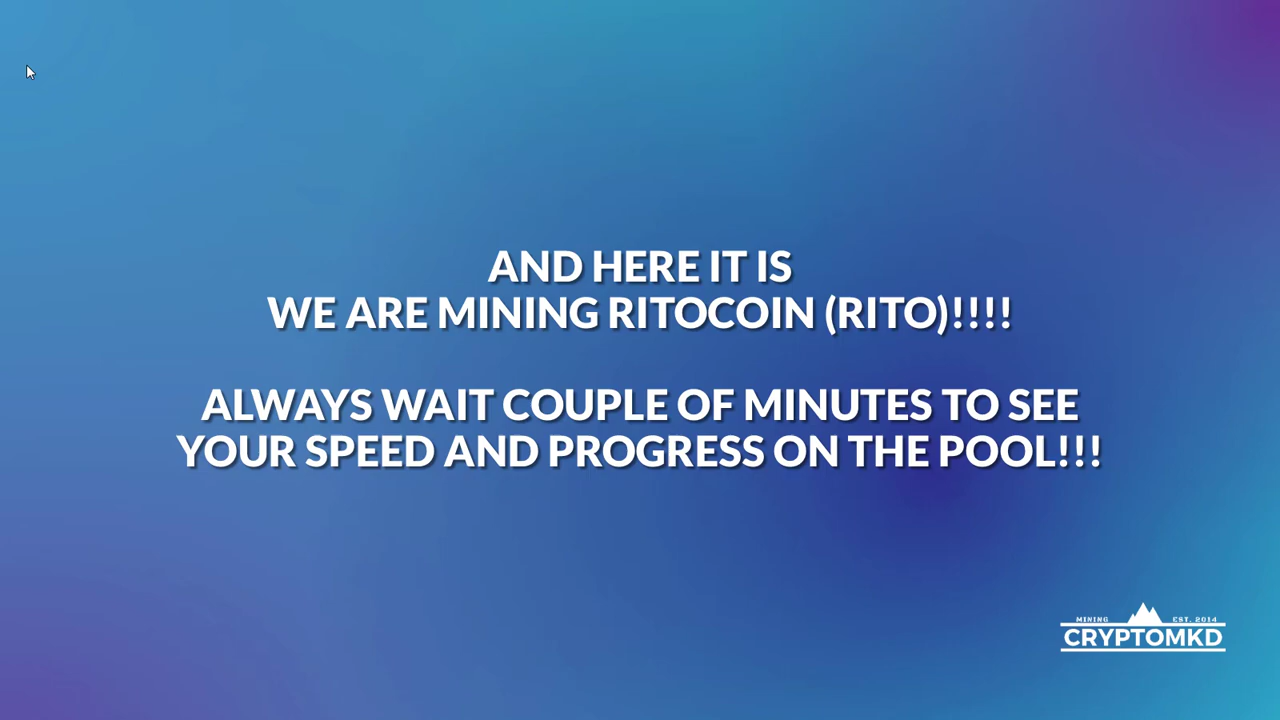 AND HERE IT IS
WE ARE MINING RITOCOIN (RITO)!!!!
ALWAYS WAIT COUPLE OF MINUTES TO SEE
YOUR SPEED AND PROGRESS ON THE POOL!!!
MINING EST. 2014
CRYPTOMKD